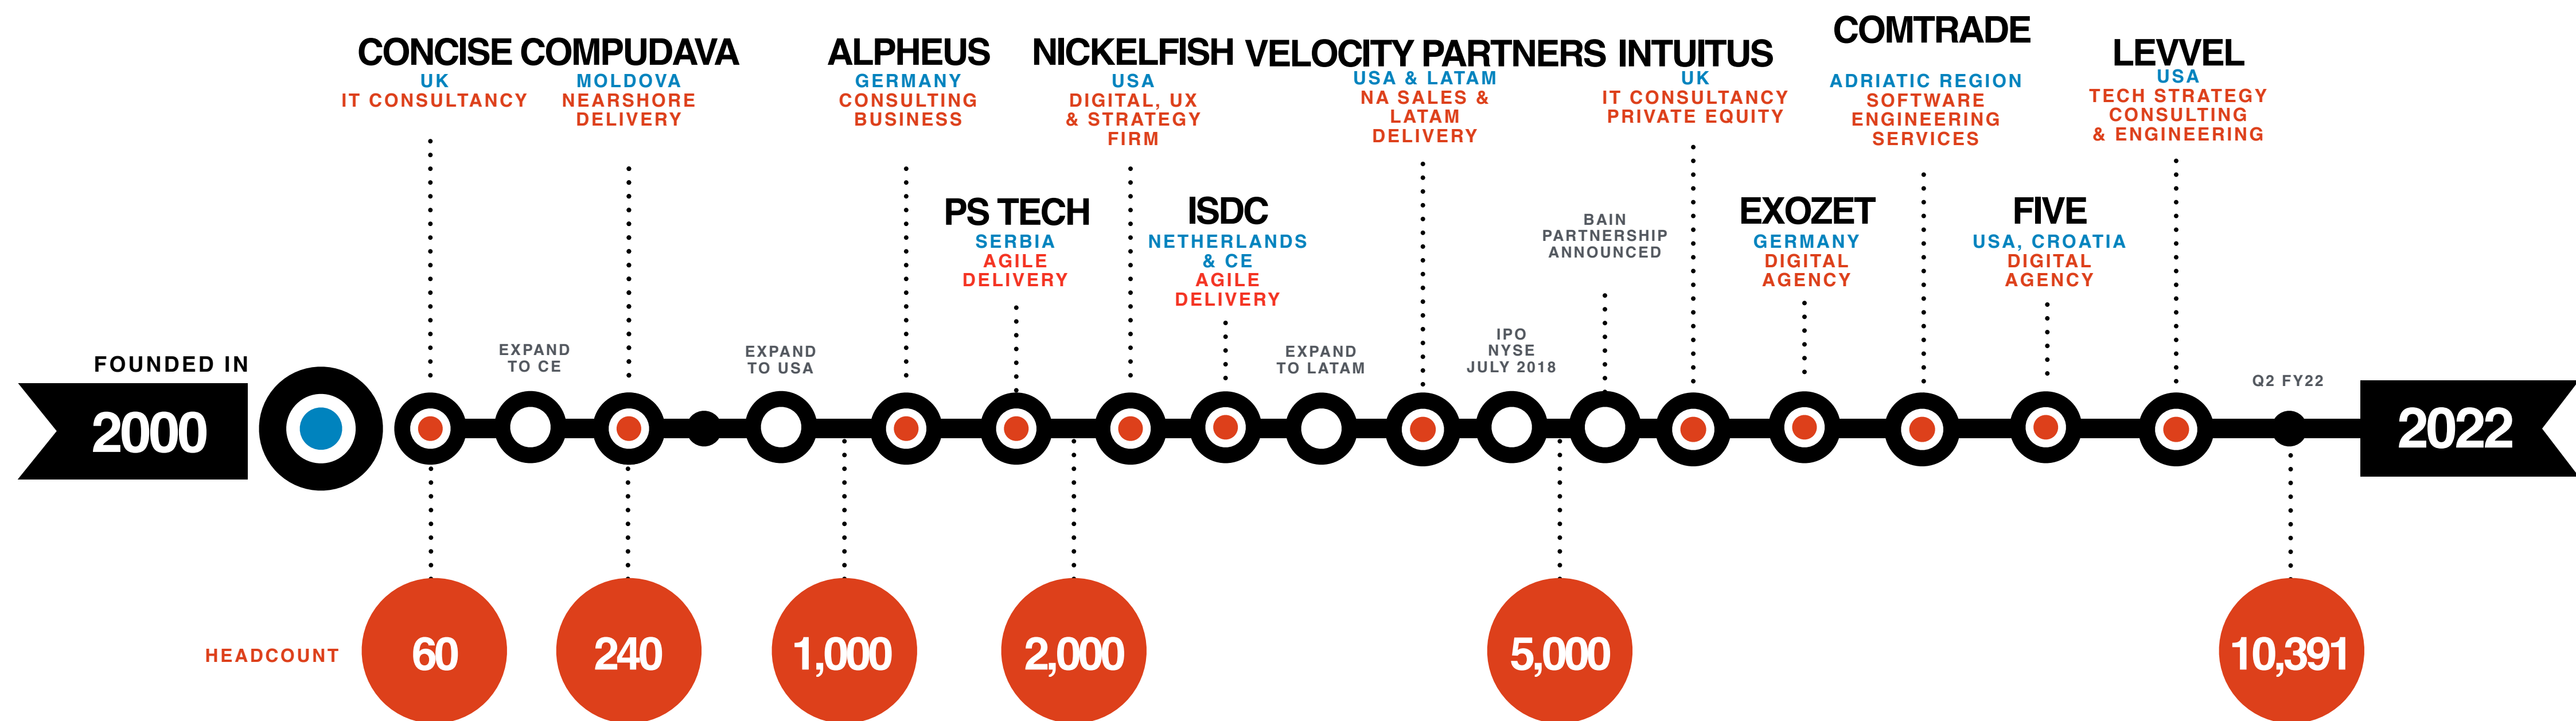 FOUNDED IN
2000
CONCISE
UK
IT CONSULTANCY
EXPAND
TO CE
COMPUDAVA
MOLDOVA
NEARSHORE
DELIVERY
EXPAND
TO USA
ALPHEUS
GERMANY
CONSULTING
BUSINESS
PS TECH
SERBIA
AGILE
DELIVERY
NICKELFISH
USA
DIGITAL, UX
& STRATEGY
FIRM
ISDC
NETHERLANDS
& CE
AGILE
DELIVERY
EXPAND
TO LATAM
VELOCITY PARTNERS
USA & LATAM
NA SALES &
LATAM
DELIVERY
IPO
NYSE
JULY 2018
BAIN
PARTNERSHIP
ANNOUNCED
INTUITUS
UK
IT CONSULTANCY
PRIVATE EQUITY
EXOZET
GERMANY
DIGITAL
AGENCY
COMTRADE
ADRIATIC REGION
SOFTWARE
ENGINEERING
SERVICES
FIVE
USA, CROATIA
DIGITAL
AGENCY
LEVVEL
USA
TECH STRATEGY
CONSULTING
& ENGINEERING
Q2 FY22
2022
HEADCOUNT
60
240
1,000
2,000
5,000
10,391